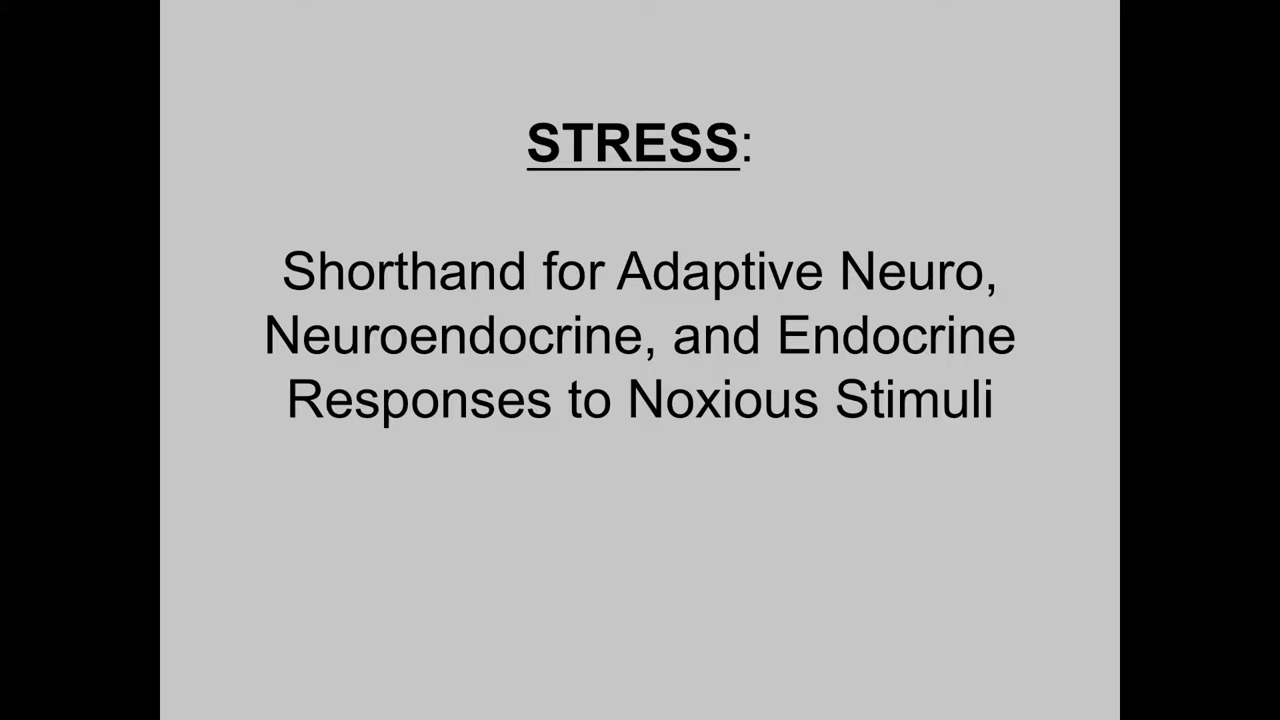 STRESS:
Shorthand for Adaptive Neuro,
Neuroendocrine, and Endocrine
Responses to Noxious Stimuli